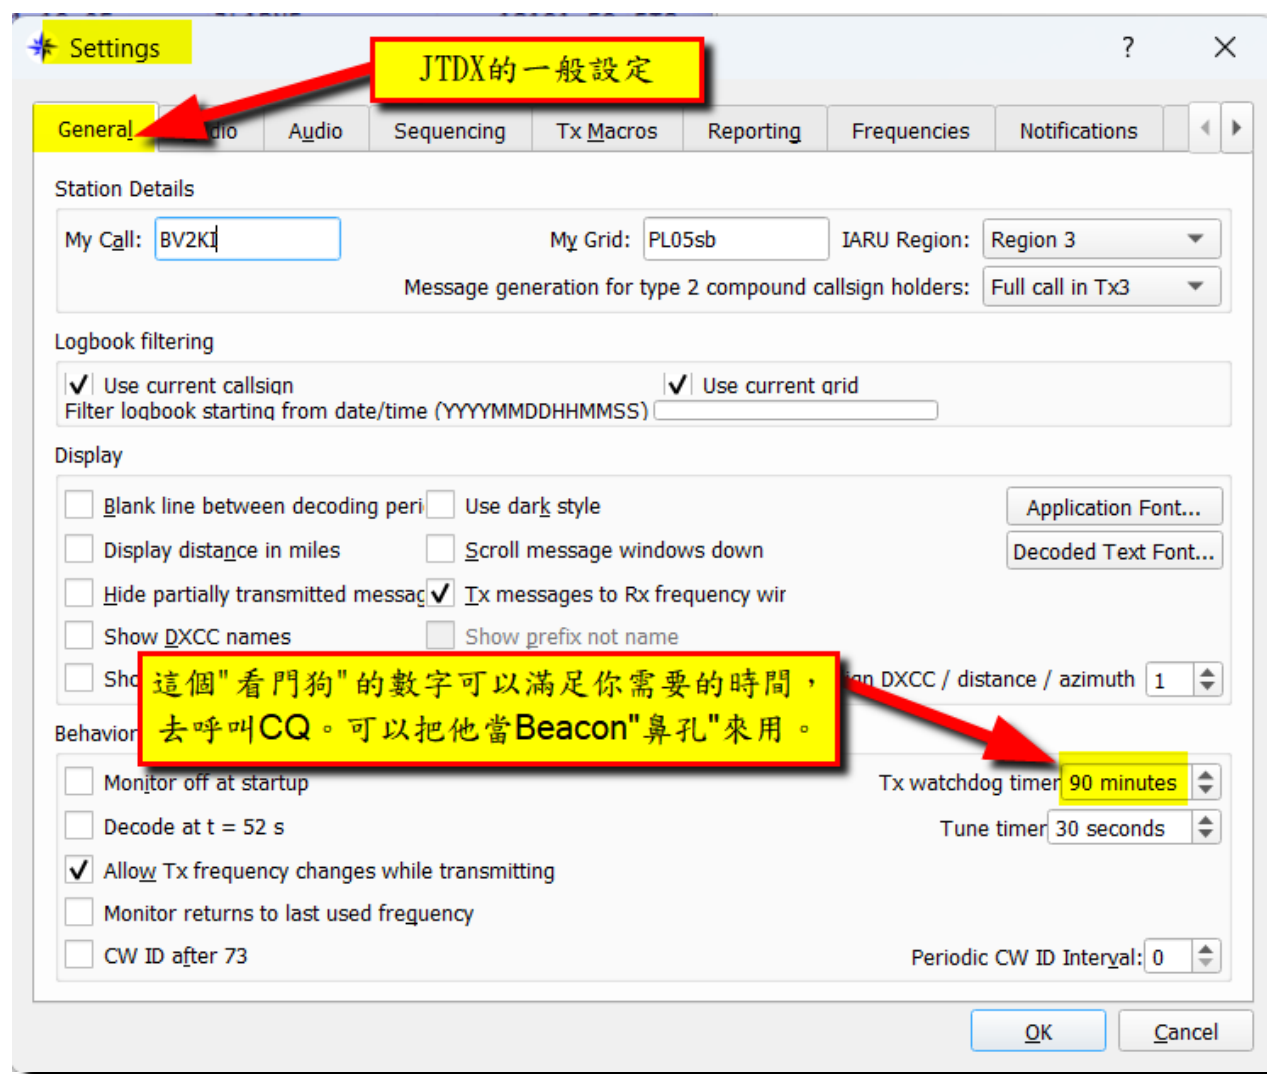 Settings
?
JTDX的一般設定
General
Audio
Sequencing
Tx Macros
Reporting
Frequencies
Notifications
Station Details
My Call: BV2KI
My Grid: PL05sb
IARU Region: Region 3
Message generation for type 2 compound callsign holders: Full call in Tx3
Logbook filtering
Use current callsign
Use current grid
Filter logbook starting from date/time (YYYYMMDDHHMMSS)
Display
Blank line between decoding peri
Use dark style
Application Font...
Display distance in miles
Scroll message windows down
Decoded Text Font...
Hide partially transmitted messag
Tx messages to Rx frequency wir
Show DXCC names
Show prefix not name
DXCC / distance / azimuth 1
這個"看門狗"的數字可以滿足你需要的時間，
去呼叫CQ。可以把他當Beacon"鼻孔"來用。
Behavior
Monitor off at startup
Tx watchdog timer 90 minutes
Decode at t = 52 s
Tune timer 30 seconds
Allow Tx frequency changes while transmitting
Monitor returns to last used frequency
CW ID after 73
Periodic CW ID Interval: 0
OK
Cancel